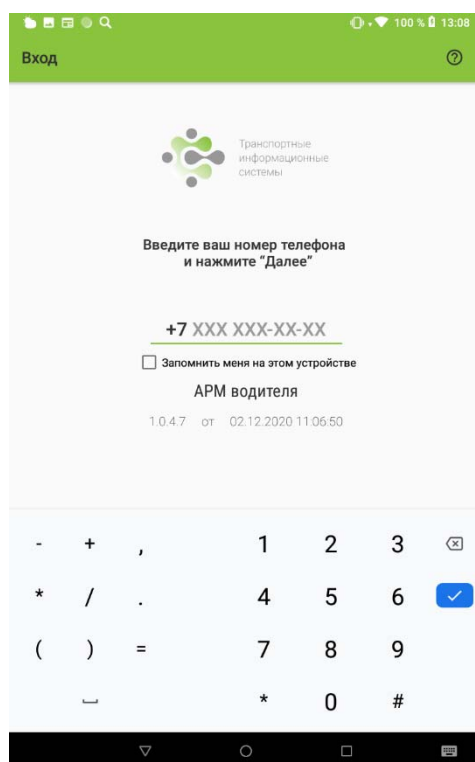 100 % 13:08
Вход
Транспортные
информационные
системы
Введите ваш номер телефона
и нажмите "Далее"
+7 XXX XXX-XX-XX
Запомнить меня на этом устройстве
АРМ водителя
1.0.4.7 от 02.12.2020 11:06:50
- + , 1 2 3
* / . 4 5 6
( ) = 7 8 9
* 0 #